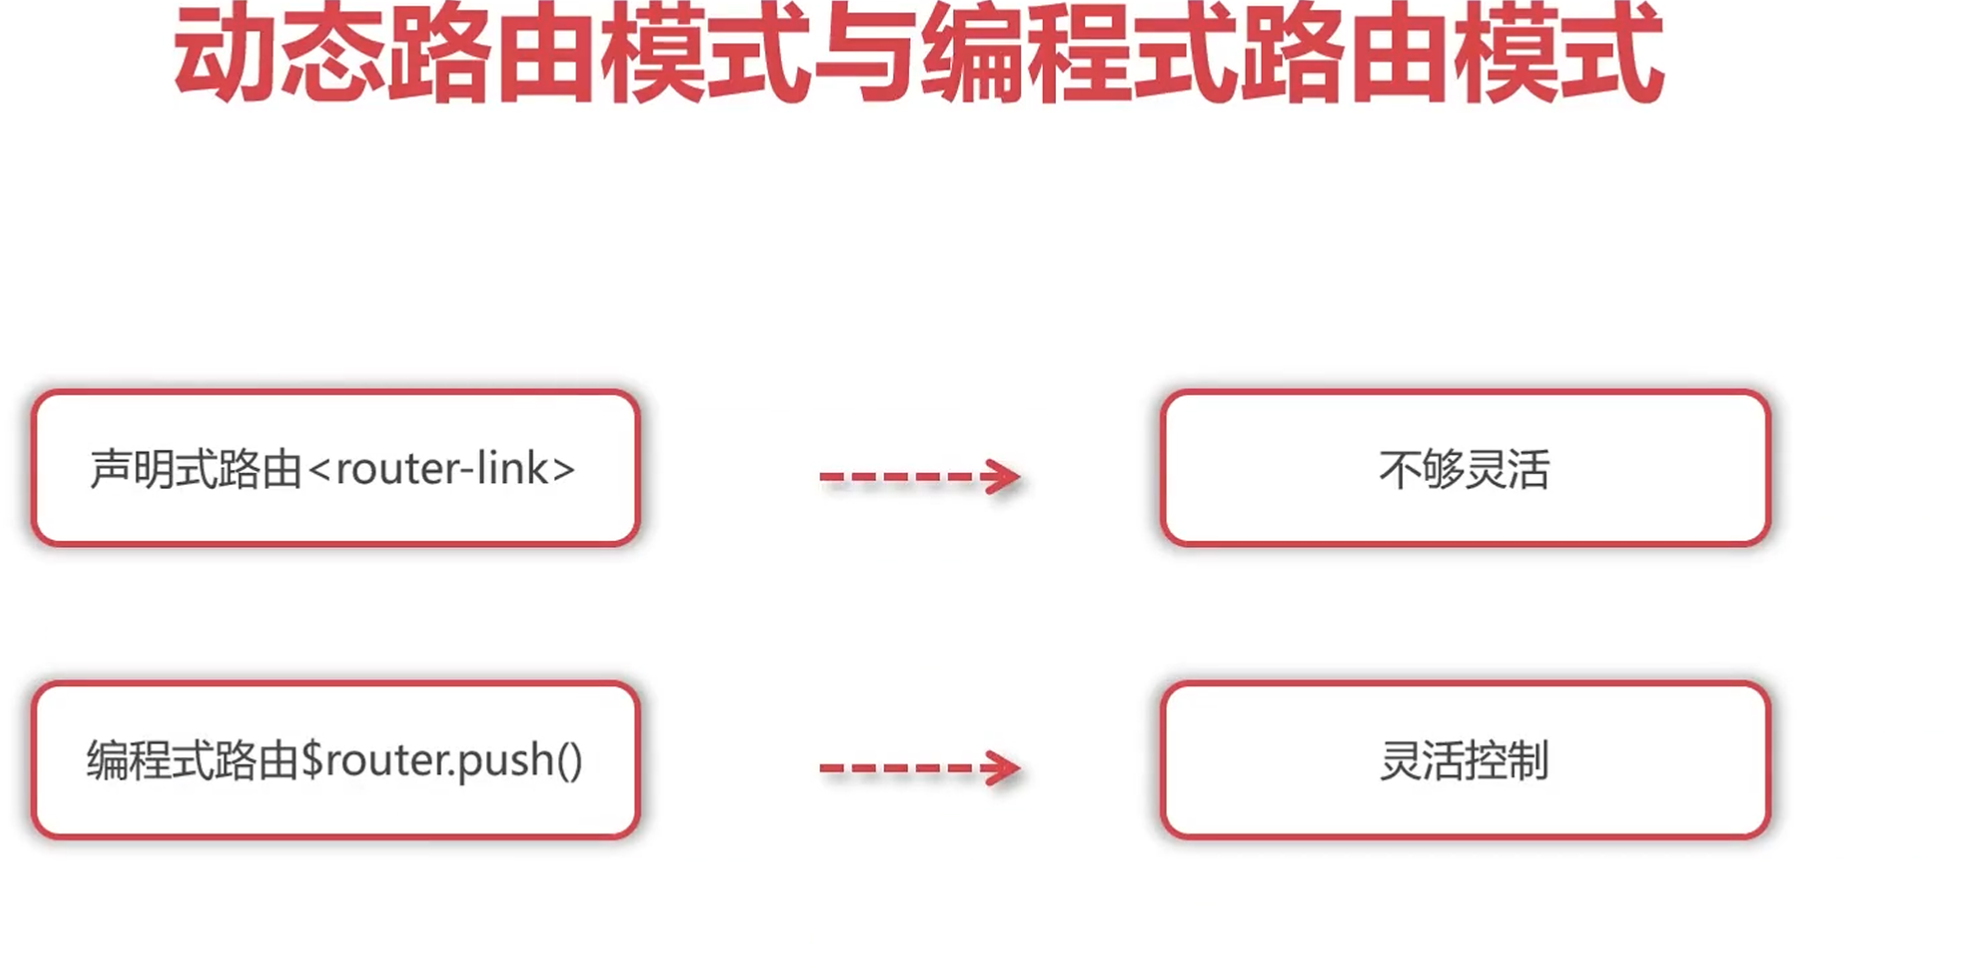 动态路由模式与编程式路由模式
声明式路由<router-link>
不够灵活
编程式路由$router.push()
灵活控制